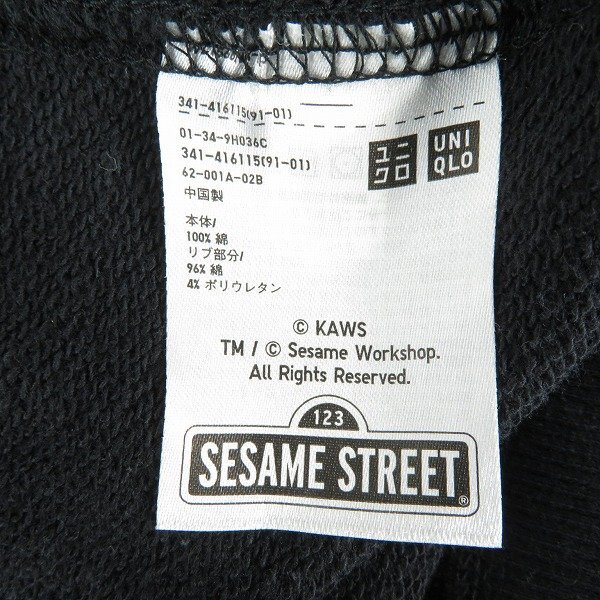 341-416115(91-01)
01-34-9H036C
341-416115(91-01)
62-001A-02B
中国製
ユニ
クロ
UNI
QLO
本体/
100% 綿
リブ部分/
96% 綿
4% ポリウレタン
© KAWS
TM / © Sesame Workshop.
All Rights Reserved.
123
SESAME STREET®